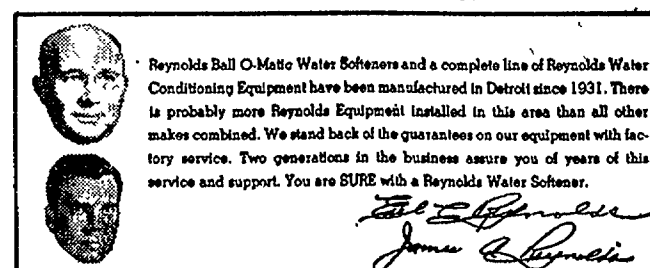 Reynolds Ball O-Matic Water Softeners and a complete line of Reynolds Water
Conditioning Equipment have been manufactured in Detroit since 1931. There
is probably more Reynolds Equipment installed in this area than all other
makes combined. We stand back of the guarantees on our equipment with fac-
tory service. Two generations in the business assure you of years of this
service and support. You are SURE with a Reynolds Water Softener.
Reynolds
James A Reynolds